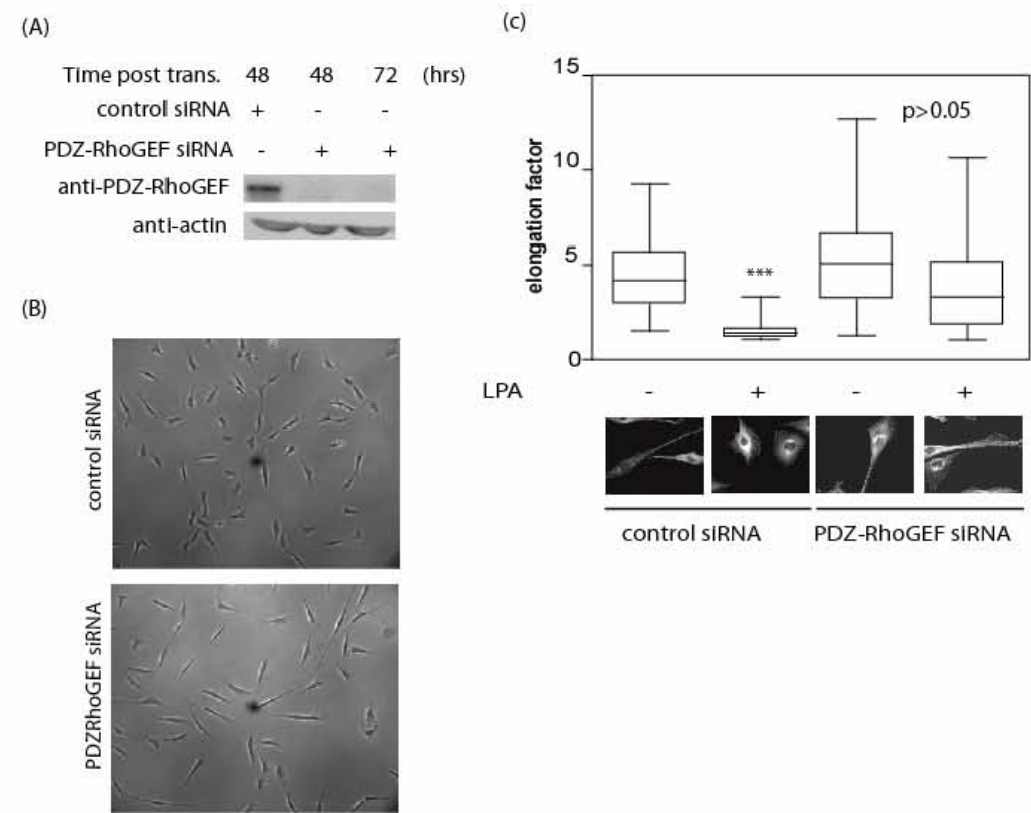 (A)
Time post trans. 48 48 72 (hrs)
control siRNA + - -
PDZ-RhoGEF siRNA - + +
anti-PDZ-RhoGEF
anti-actin
(B)
control siRNA
PDZRhoGEF siRNA
(c)
15
10
5
0
elongation factor
p>0.05
***
LPA - + - +
control siRNA PDZ-RhoGEF siRNA